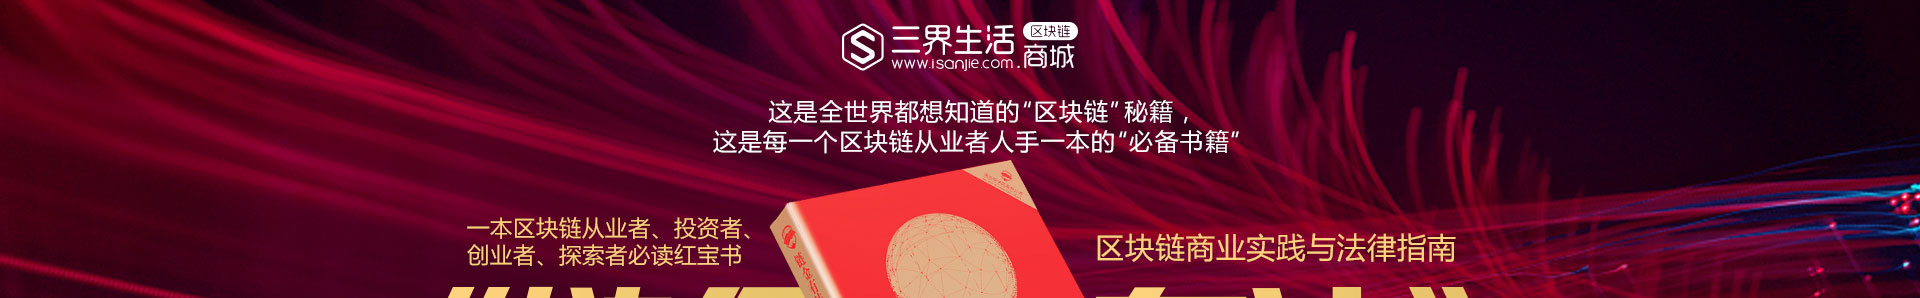 三界生活
区块链
商城
www.isanjie.com.
这是全世界都想知道的“区块链”秘籍，
这是每一个区块链从业者人手一本的“必备书籍”
一本区块链从业者、投资者、
创业者、探索者必读红宝书
区块链商业实践与法律指南